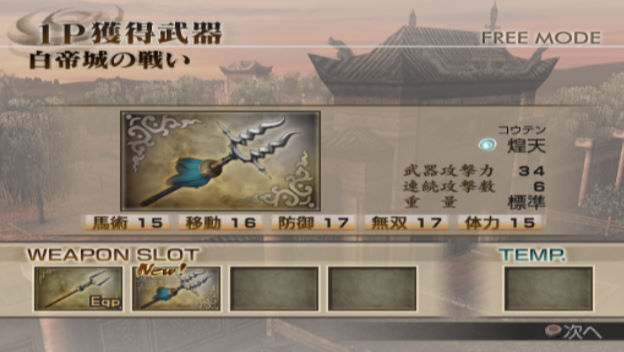 1P獲得武器
FREE MODE
白帝城の戦い
コウテン
煌天
武器攻撃力 34
連続攻撃数 6
重量 標準
馬術 15 移動 16 防御 17 無双 17 体力 15
WEAPON SLOT
TEMP.
New!
Eqp.
次へ